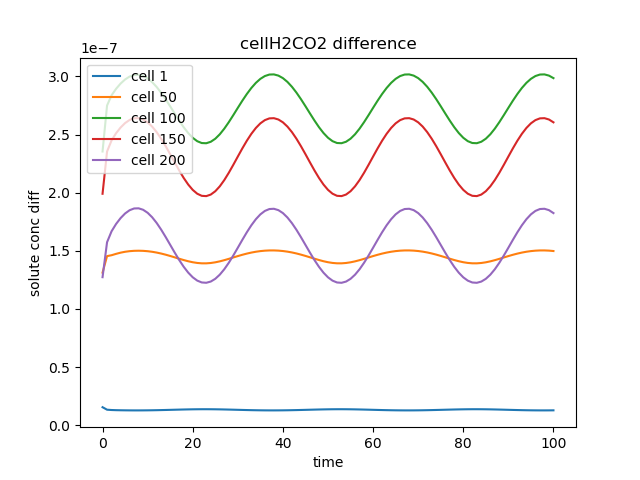 cellH2CO2 difference
1e−7
3.0
2.5
2.0
1.5
1.0
0.5
0.0
solute conc diff
cell 1
cell 50
cell 100
cell 150
cell 200
0 20 40 60 80 100
time